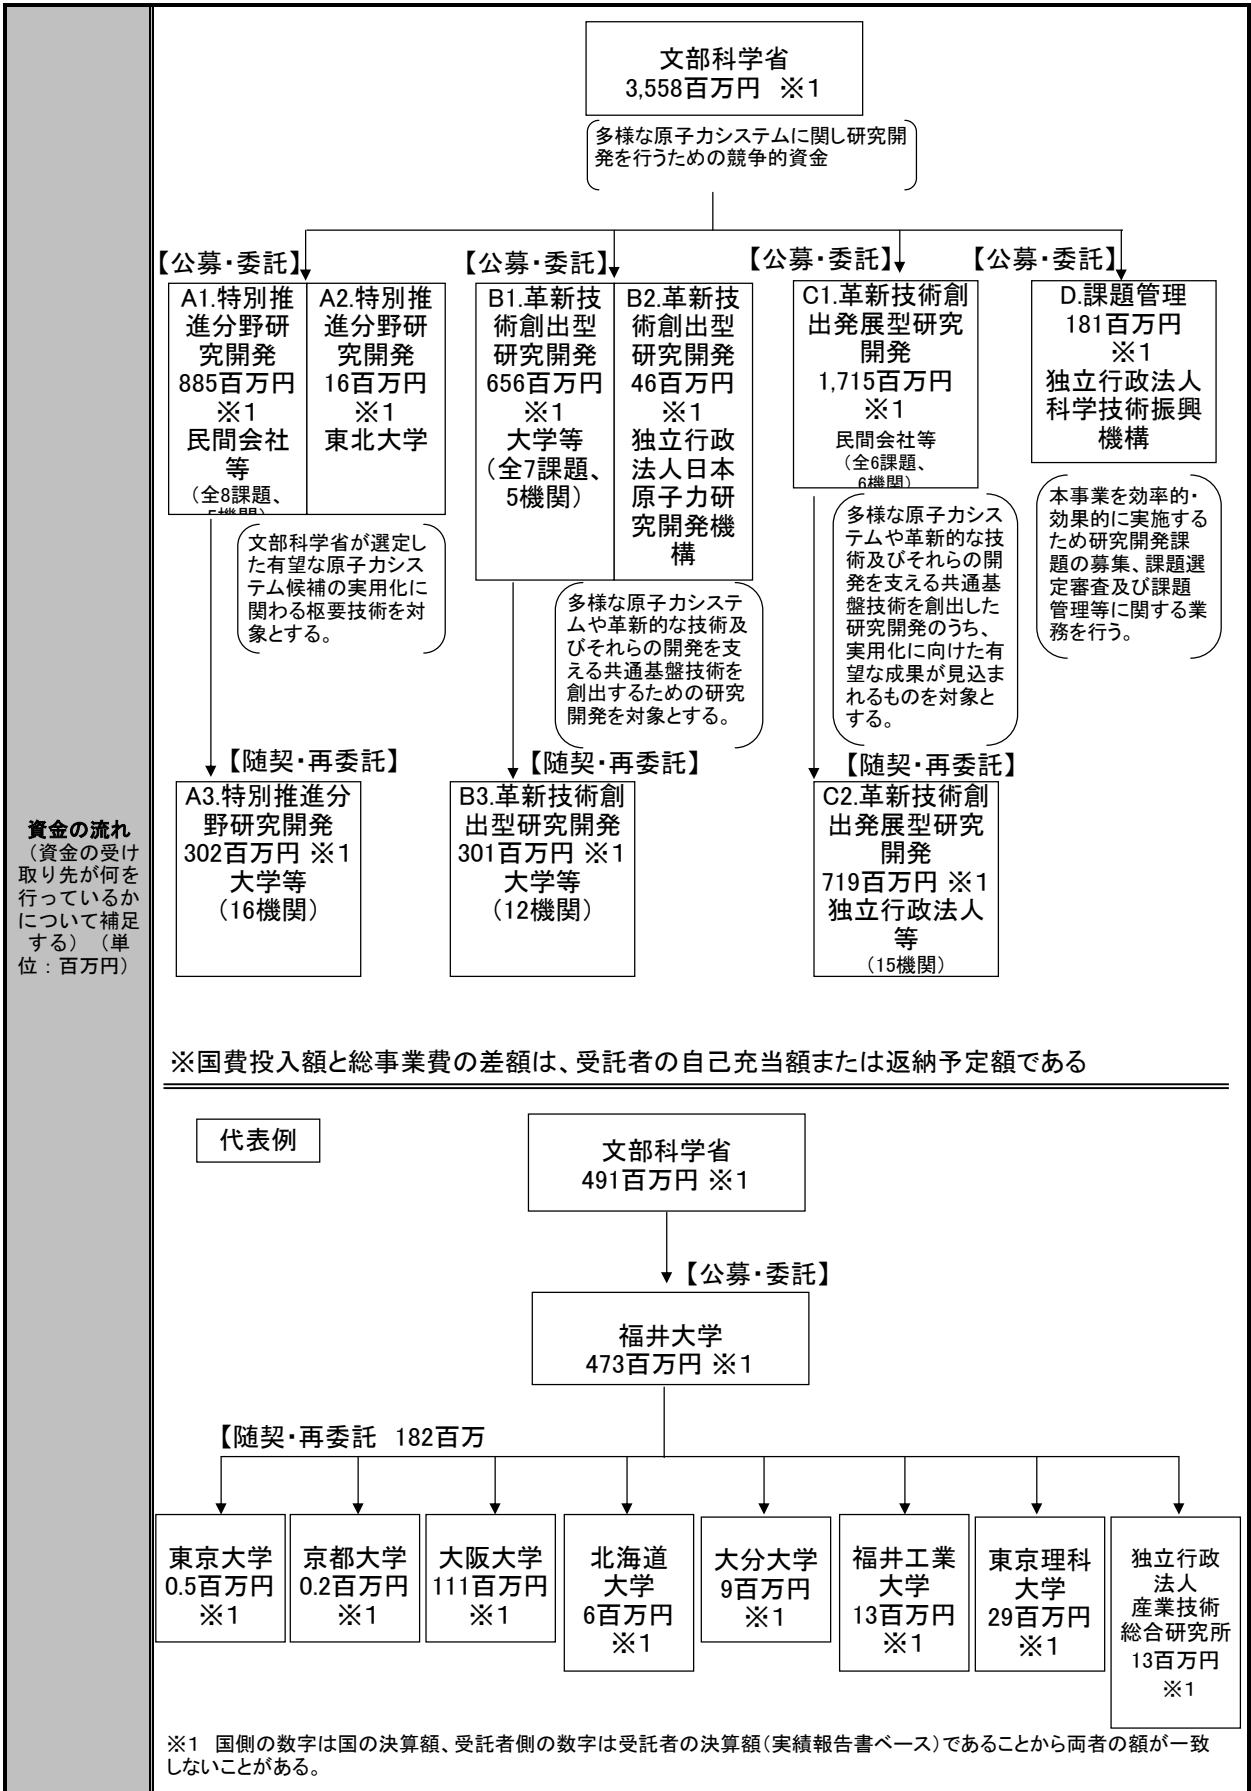 文部科学省
3,558百万円 ※1
多様な原子力システムに関し研究開
発を行うための競争的資金
【公募・委託】
【公募・委託】
【公募・委託】
【公募・委託】
A1.特別推
進分野研
究開発
885百万円
※1
民間会社
等
(全8課題、
5機関)
A2.特別推
進分野研
究開発
16百万円
※1
東北大学
B1.革新技
術創出型
研究開発
656百万円
※1
大学等
(全7課題、
5機関)
B2.革新技
術創出型
研究開発
46百万円
※1
独立行政
法人日本
原子力研
究開発機
構
C1.革新技術創
出発展型研究
開発
1,715百万円
※1
民間会社等
(全6課題、
6機関)
D.課題管理
181百万円
※1
独立行政法人
科学技術振興
機構
文部科学省が選定し
た有望な原子力シス
テム候補の実用化に
関わる枢要技術を対
象とする。
多様な原子力システ
ムや革新的な技術及
びそれらの開発を支
える共通基盤技術を
創出するための研究
開発を対象とする。
多様な原子力シス
テムや革新的な技
術及びそれらの開
発を支える共通基
盤技術を創出した
研究開発のうち、
実用化に向けた有
望な成果が見込ま
れるものを対象と
する。
本事業を効率的・
効果的に実施する
ため研究開発課
題の募集、課題選
定審査及び課題
管理等に関する業
務を行う。
【随契・再委託】
【随契・再委託】
【随契・再委託】
A3.特別推進分
野研究開発
302百万円 ※1
大学等
(16機関)
B3.革新技術創
出型研究開発
301百万円 ※1
大学等
(12機関)
C2.革新技術創
出発展型研究
開発
719百万円 ※1
独立行政法人
等
(15機関)
資金の流れ
(資金の受け
取り先が何を
行っているか
について補足
する) (単
位:百万円)
※国費投入額と総事業費の差額は、受託者の自己充当額または返納予定額である
代表例
文部科学省
491百万円 ※1
【公募・委託】
福井大学
473百万円 ※1
【随契・再委託 182百万
東京大学
0.5百万円
※1
京都大学
0.2百万円
※1
大阪大学
111百万円
※1
北海道
大学
6百万円
※1
大分大学
9百万円
※1
福井工業
大学
13百万円
※1
東京理科
大学
29百万円
※1
独立行政
法人
産業技術
総合研究所
13百万円
※1
※1 国側の数字は国の決算額、受託者側の数字は受託者の決算額(実績報告書ベース)であることから両者の額が一致
しないことがある。